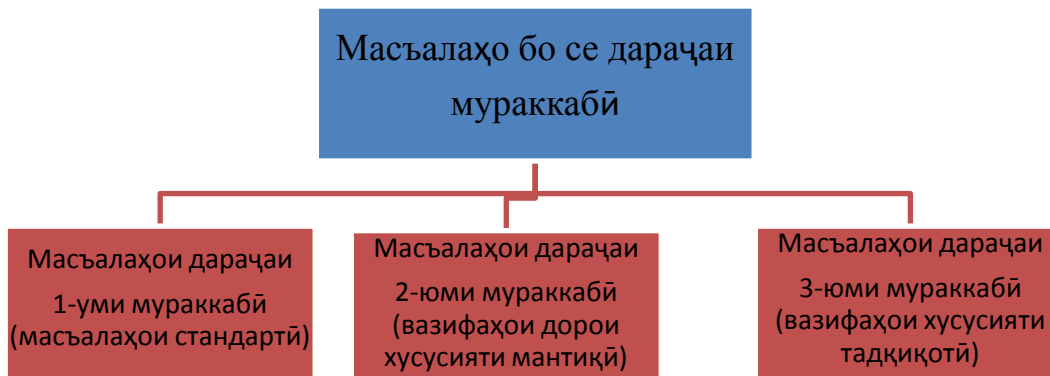 Масъалаҳо бо се дараҷаи
мураккабӣ
Масъалаҳои дараҷаи
1-уми мураккабӣ
(масъалаҳои стандартӣ)
Масъалаҳои дараҷаи
2-юми мураккабӣ
(вазифаҳои дорои
хусусияти мантиқӣ)
Масъалаҳои дараҷаи
3-юми мураккабӣ
(вазифаҳои хусусияти
тадқиқотӣ)